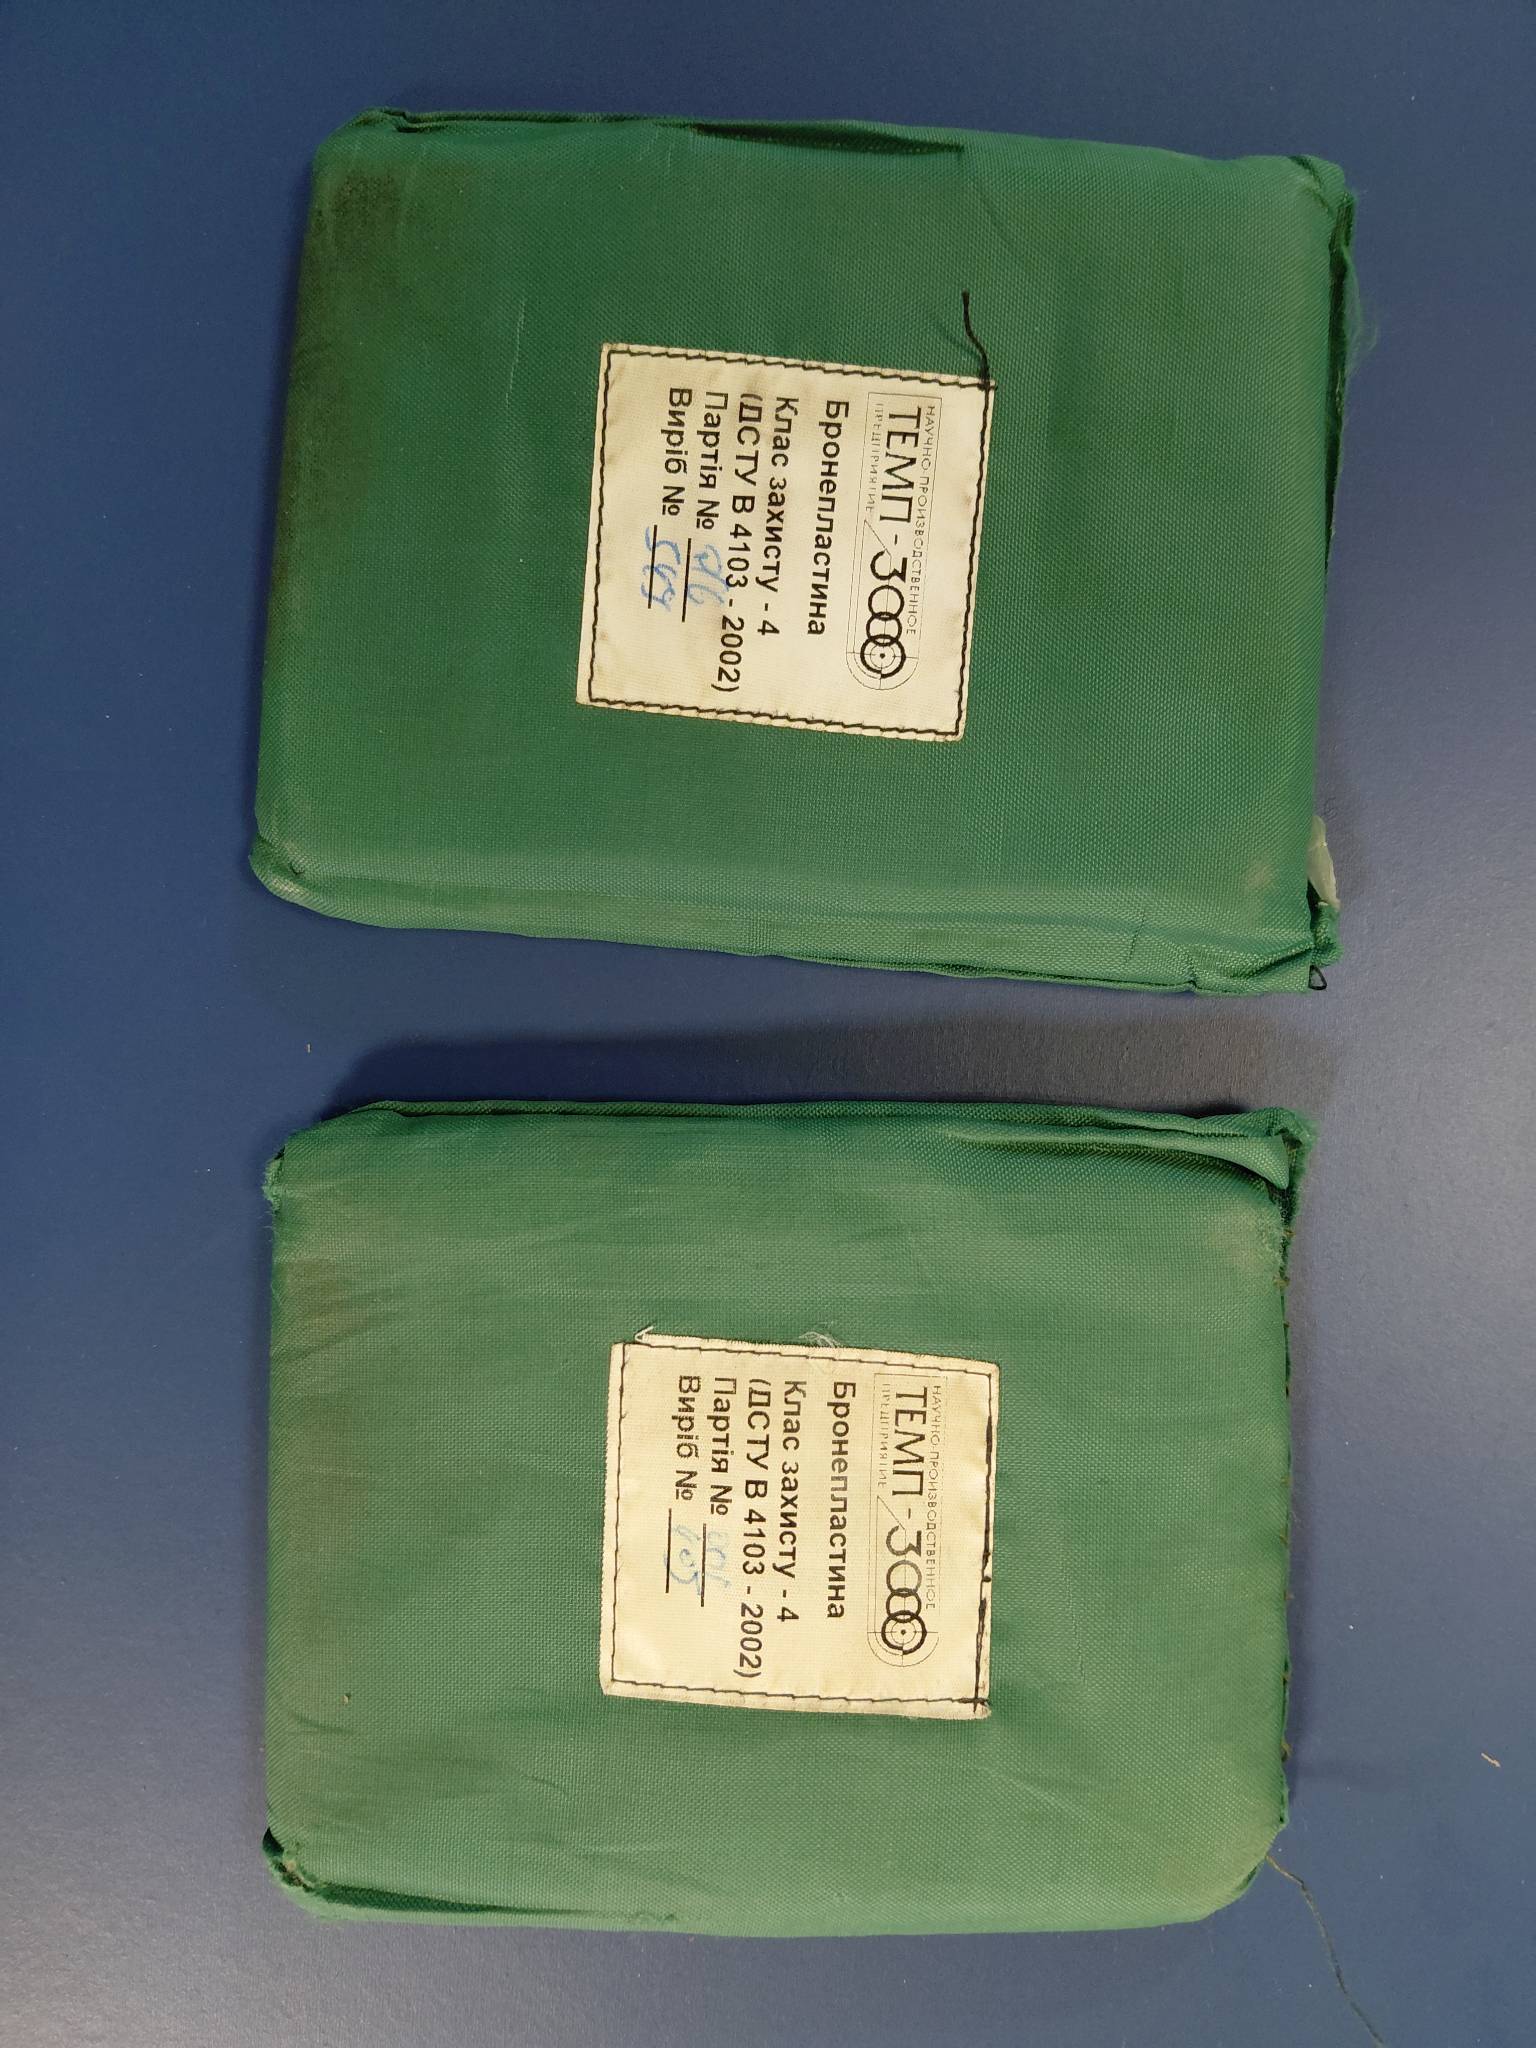 НАУЧНО-ПРОИЗВОДСТВЕННОЕ
ТЕМП-3000
ПРЕДПРИЯТИЕ
Бронепластина
Клас захисту - 4
(ДСТУ В 4103 - 2002)
Партія №
Виріб №
НАУЧНО-ПРОИЗВОДСТВЕННОЕ
ТЕМП-3000
ПРЕДПРИЯТИЕ
Бронепластина
Клас захисту - 4
(ДСТУ В 4103 - 2002)
Партія №
Виріб №